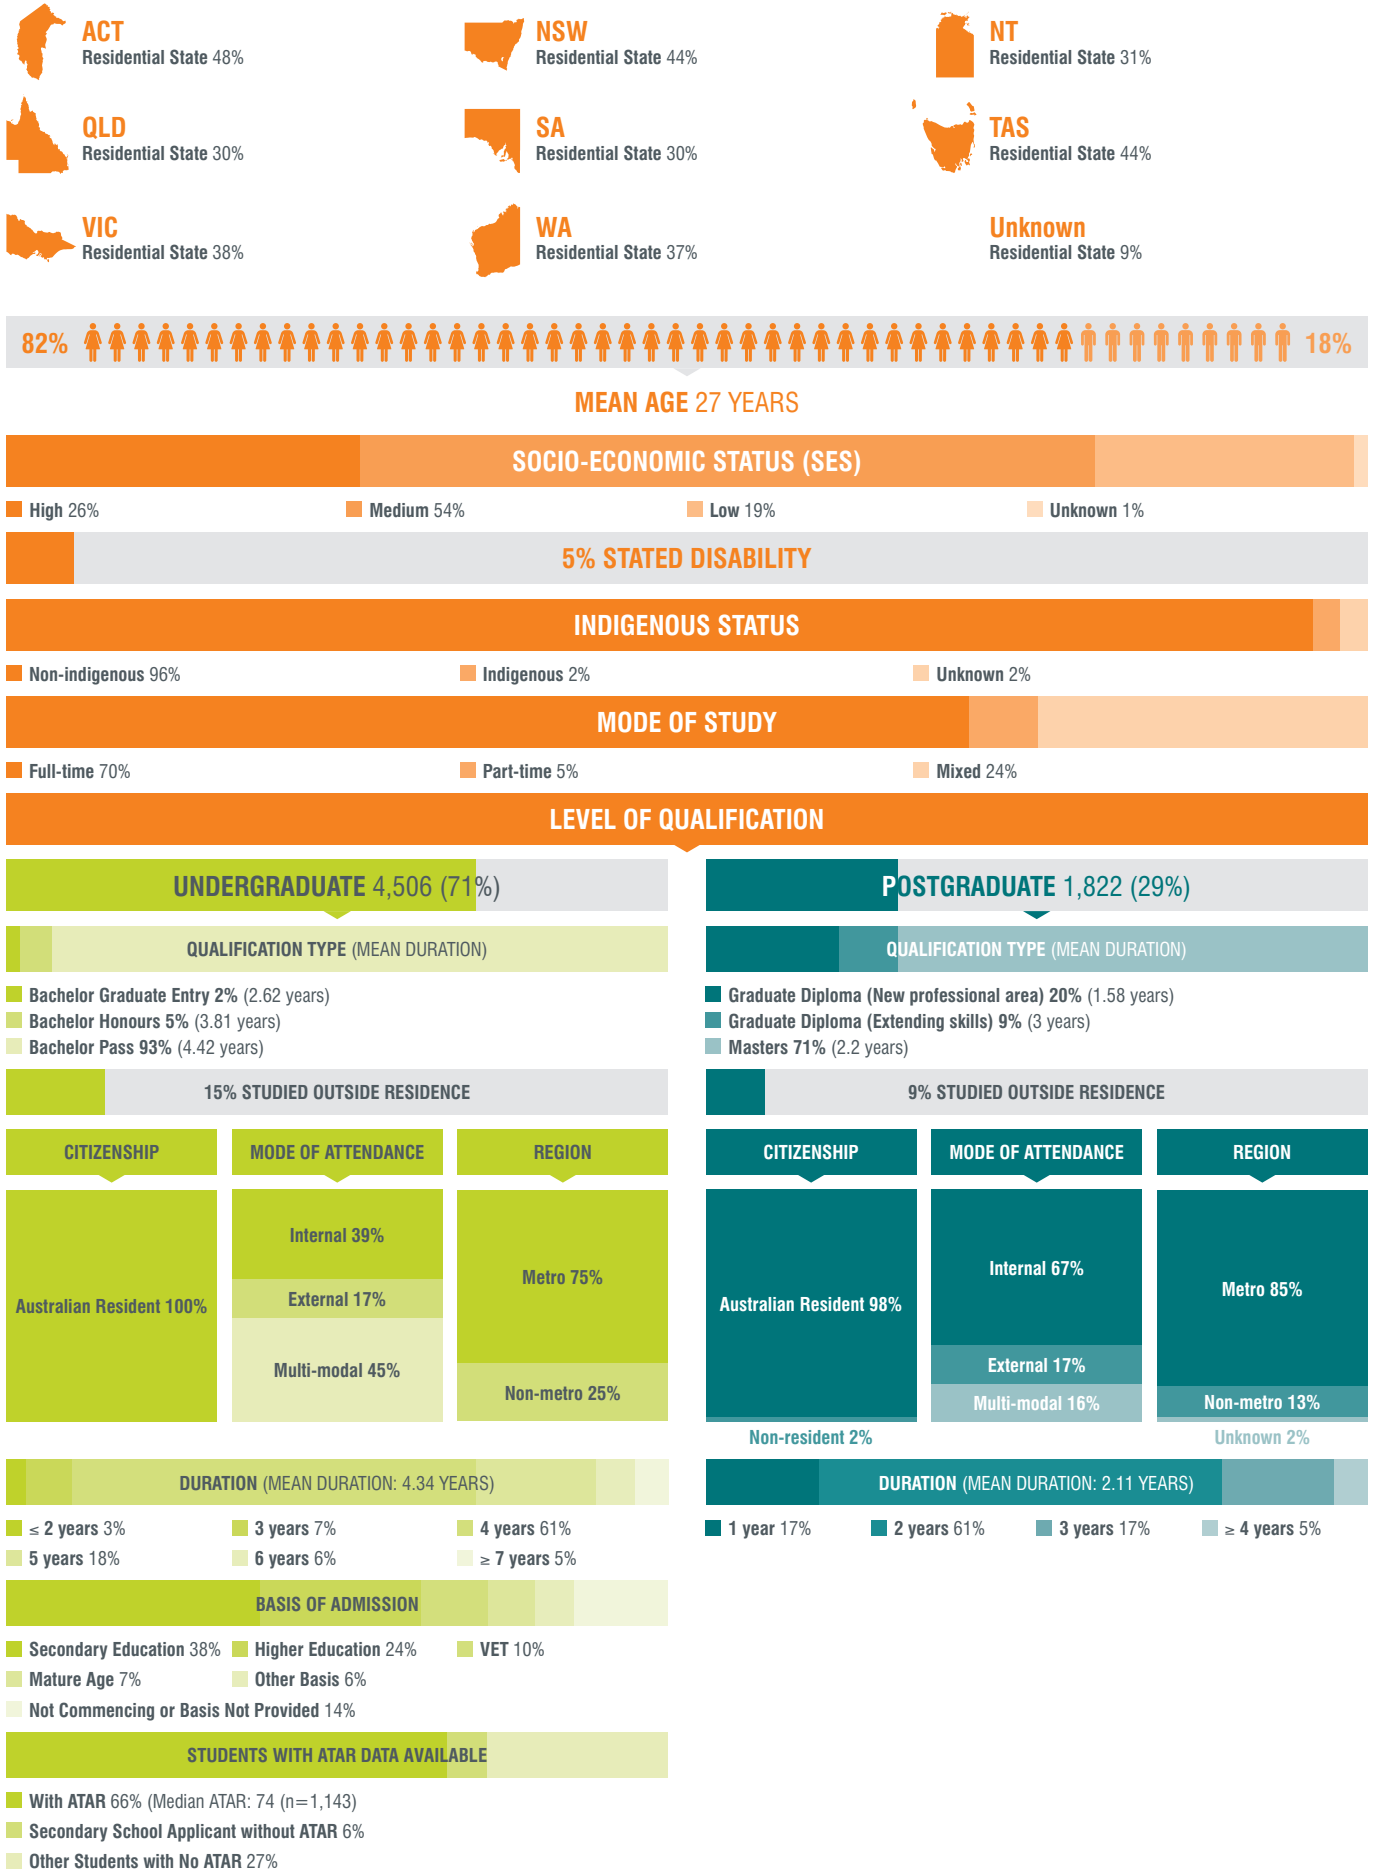 ACT
Residential State 48%
NSW
Residential State 44%
NT
Residential State 31%
QLD
Residential State 30%
SA
Residential State 30%
TAS
Residential State 44%
VIC
Residential State 38%
WA
Residential State 37%
Unknown
Residential State 9%
82%
18%
MEAN AGE 27 YEARS
SOCIO-ECONOMIC STATUS (SES)
High 26%
Medium 54%
Low 19%
Unknown 1%
5% STATED DISABILITY
INDIGENOUS STATUS
Non-indigenous 96%
Indigenous 2%
Unknown 2%
MODE OF STUDY
Full-time 70%
Part-time 5%
Mixed 24%
LEVEL OF QUALIFICATION
UNDERGRADUATE 4,506 (71%)
QUALIFICATION TYPE (MEAN DURATION)
Bachelor Graduate Entry 2% (2.62 years)
Bachelor Honours 5% (3.81 years)
Bachelor Pass 93% (4.42 years)
15% STUDIED OUTSIDE RESIDENCE
CITIZENSHIP
Australian Resident 100%
MODE OF ATTENDANCE
Internal 39%
External 17%
Multi-modal 45%
REGION
Metro 75%
Non-metro 25%
DURATION (MEAN DURATION: 4.34 YEARS)
≤ 2 years 3%
3 years 7%
4 years 61%
5 years 18%
6 years 6%
≥ 7 years 5%
BASIS OF ADMISSION
Secondary Education 38%
Higher Education 24%
VET 10%
Mature Age 7%
Other Basis 6%
Not Commencing or Basis Not Provided 14%
STUDENTS WITH ATAR DATA AVAILABLE
With ATAR 66% (Median ATAR: 74 (n=1,143)
Secondary School Applicant without ATAR 6%
Other Students with No ATAR 27%
POSTGRADUATE 1,822 (29%)
QUALIFICATION TYPE (MEAN DURATION)
Graduate Diploma (New professional area) 20% (1.58 years)
Graduate Diploma (Extending skills) 9% (3 years)
Masters 71% (2.2 years)
9% STUDIED OUTSIDE RESIDENCE
CITIZENSHIP
Australian Resident 98%
Non-resident 2%
MODE OF ATTENDANCE
Internal 67%
External 17%
Multi-modal 16%
REGION
Metro 85%
Non-metro 13%
Unknown 2%
DURATION (MEAN DURATION: 2.11 YEARS)
1 year 17%
2 years 61%
3 years 17%
≥ 4 years 5%